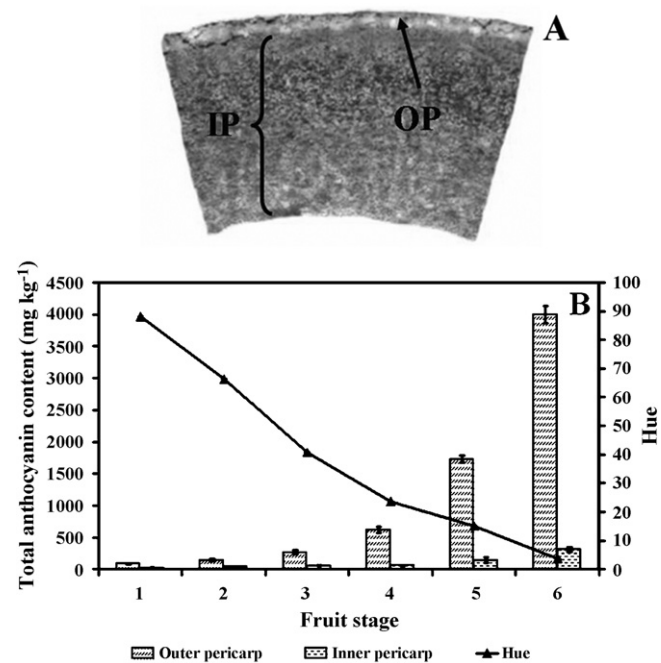 A
IP
OP
B
Total anthocyanin content (mg kg-1)
4500
4000
3500
3000
2500
2000
1500
1000
500
0
100
90
80
70
60
50
40
30
20
10
0
Hue
1 2 3 4 5 6
Fruit stage
Outer pericarp Inner pericarp Hue